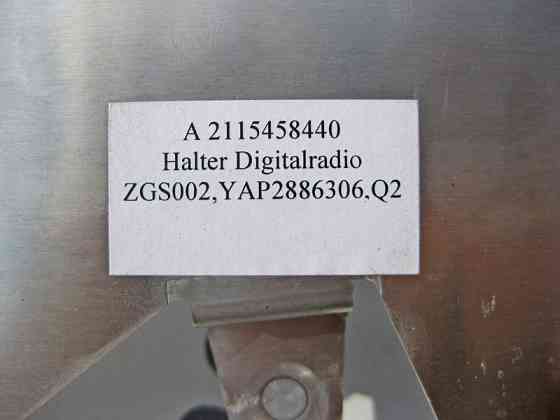 A 2115458440
Halter Digitalradio
ZGS002,YAP2886306,Q2